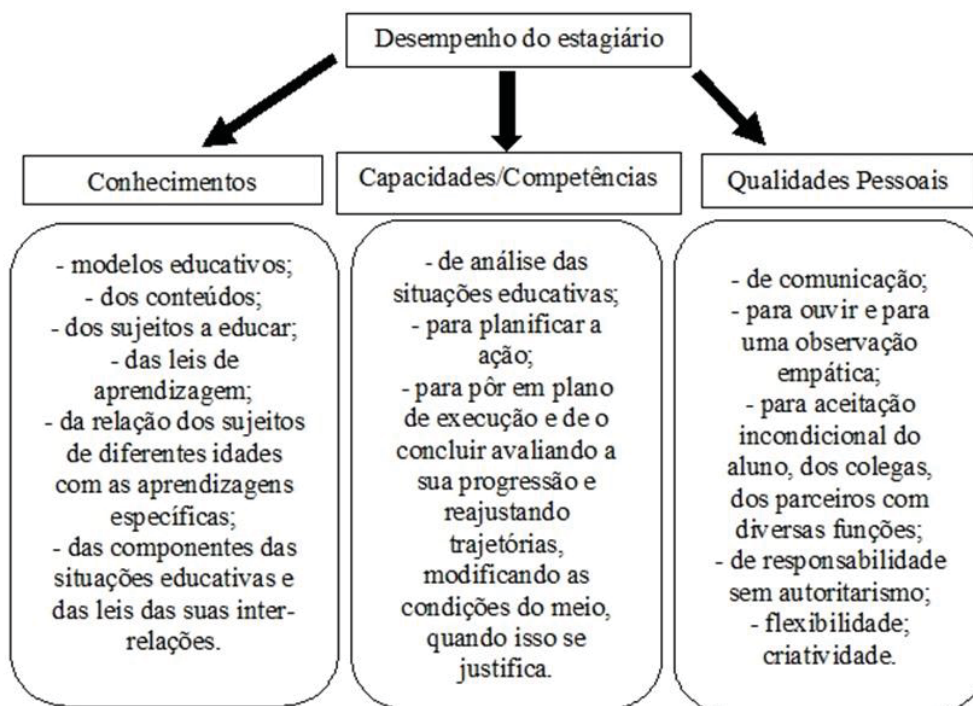 Desempenho do estagiário
Conhecimentos
- modelos educativos;
- dos conteúdos;
- dos sujeitos a educar;
- das leis de
aprendizagem;
- da relação dos sujeitos
de diferentes idades
com as aprendizagens
específicas;
- das componentes das
situações educativas e
das leis das suas inter-
relações.
Capacidades/Competências
- de análise das
situações educativas;
- para planificar a
ação;
- para pôr em plano
de execução e de o
concluir avaliando a
sua progressão e
reajustando
trajetórias,
modificando as
condições do meio,
quando isso se
justifica.
Qualidades Pessoais
- de comunicação;
- para ouvir e para
uma observação
empática;
- para aceitação
incondicional do
aluno, dos colegas,
dos parceiros com
diversas funções;
- de responsabilidade
sem autoritarismo;
- flexibilidade;
criatividade.